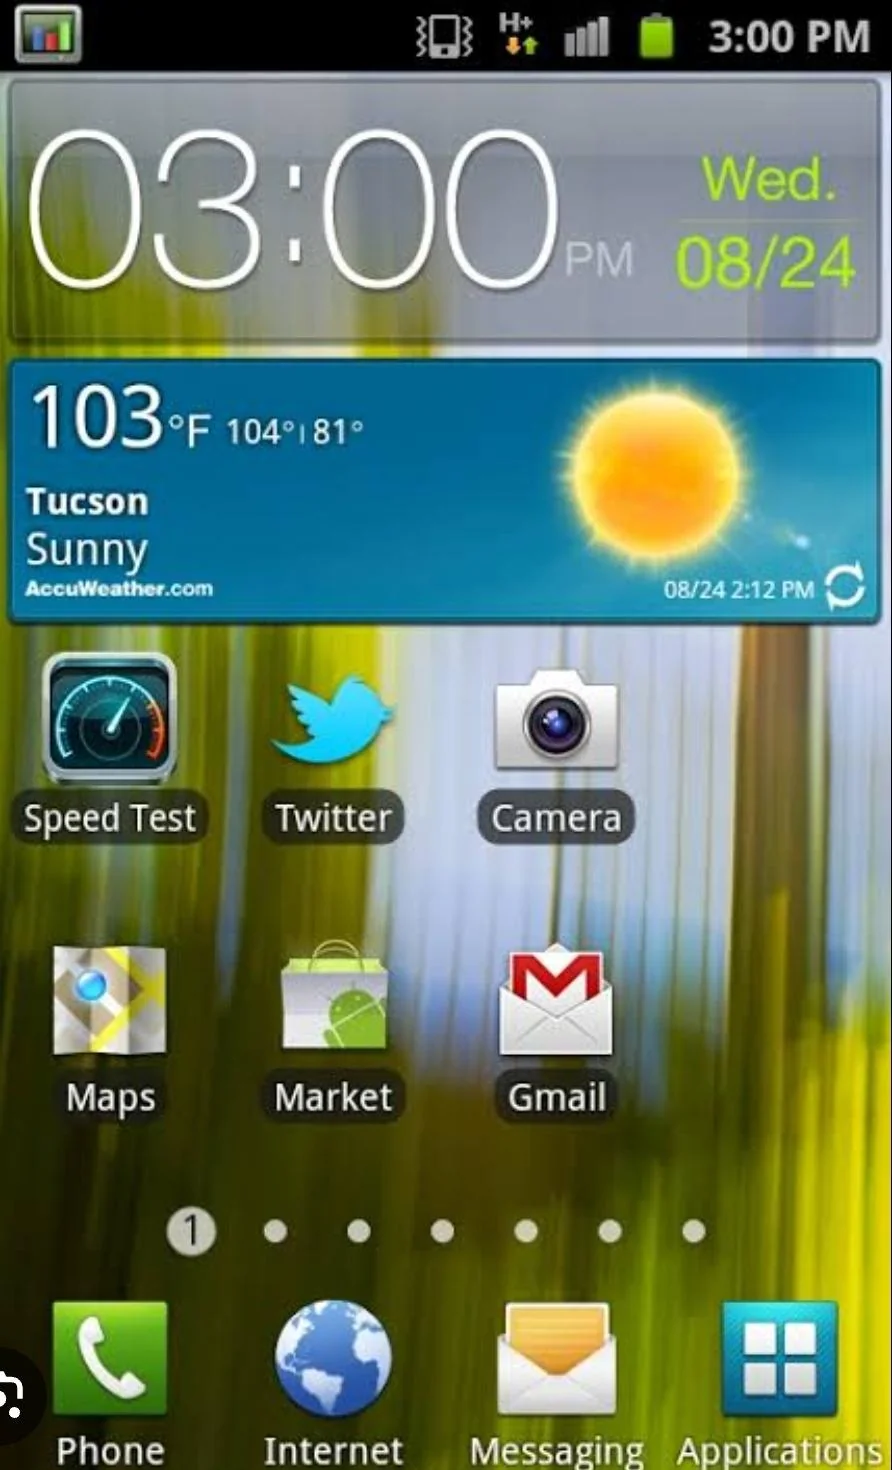 H+ 3:00 PM
03:00 PM
Wed.
08/24
103°F 104° | 81°
Tucson
Sunny
AccuWeather.com
08/24 2:12 PM
Speed Test Twitter Camera
Maps Market Gmail
1
Phone Internet Messaging Applications